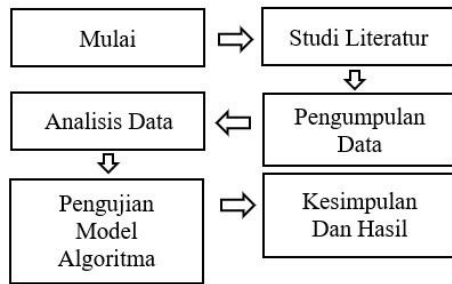 Mulai
Studi Literatur
Pengumpulan
Data
Analisis Data
Pengujian
Model
Algoritma
Kesimpulan
Dan Hasil